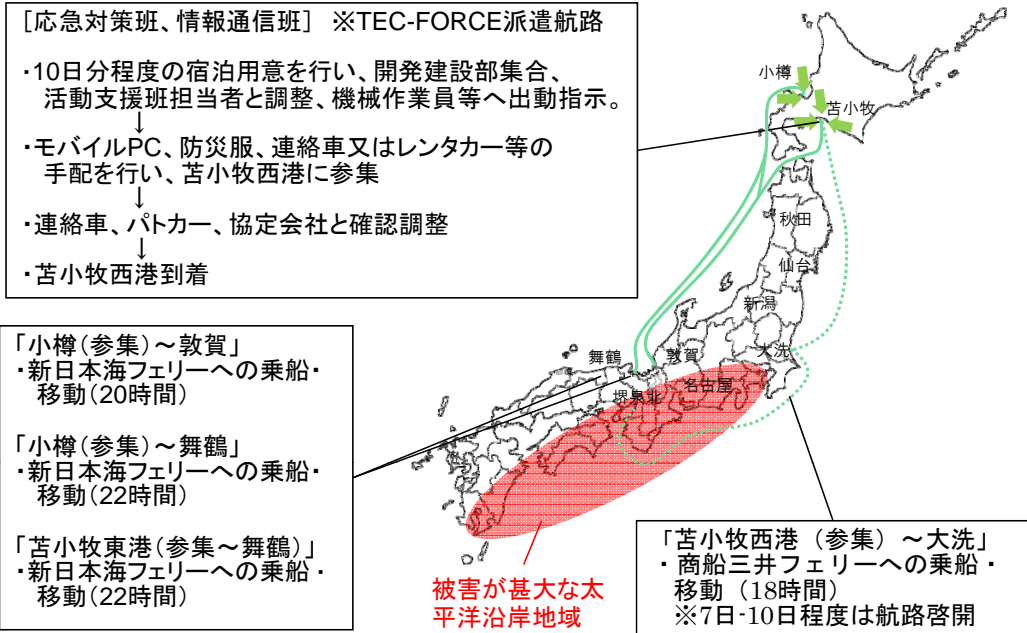 ［応急対策班、情報通信班］ ※TEC-FORCE派遣航路
・10日分程度の宿泊用意を行い、開発建設部集合、
活動支援班担当者と調整、機械作業員等へ出動指示。
↓
・モバイルPC、防災服、連絡車又はレンタカー等の
手配を行い、苫小牧西港に参集
↓
・連絡車、パトカー、協定会社と確認調整
↓
・苫小牧西港到着
小樽
苫小牧
秋田
仙台
新潟
大洗
舞鶴
敦賀
名古屋
堺泉北
「小樽（参集）～敦賀」
・新日本海フェリーへの乗船・
移動（20時間）
「小樽（参集）～舞鶴」
・新日本海フェリーへの乗船・
移動（22時間）
「苫小牧東港（参集～舞鶴）」
・新日本海フェリーへの乗船・
移動（22時間）
被害が甚大な太
平洋沿岸地域
「苫小牧西港 （参集） ～大洗」
・ 商船三井フェリーへの乗船・
移動 （18時間）
※7日-10日程度は航路啓開